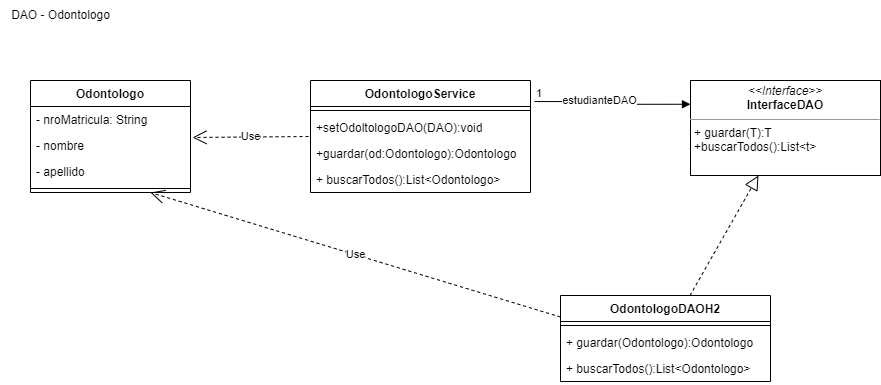 DAO - Odontologo
Odontologo
- nroMatricula: String
- nombre
- apellido
Use
OdontologoService
+setOdoltologoDAO(DAO):void
+guardar(od:Odontologo):Odontologo
+ buscarTodos():List<Odontologo>
1
estudianteDAO
<<Interface>>
InterfaceDAO
+ guardar(T):T
+buscarTodos():List<t>
Use
OdontologoDAOH2
+ guardar(Odontologo):Odontologo
+ buscarTodos():List<Odontologo>